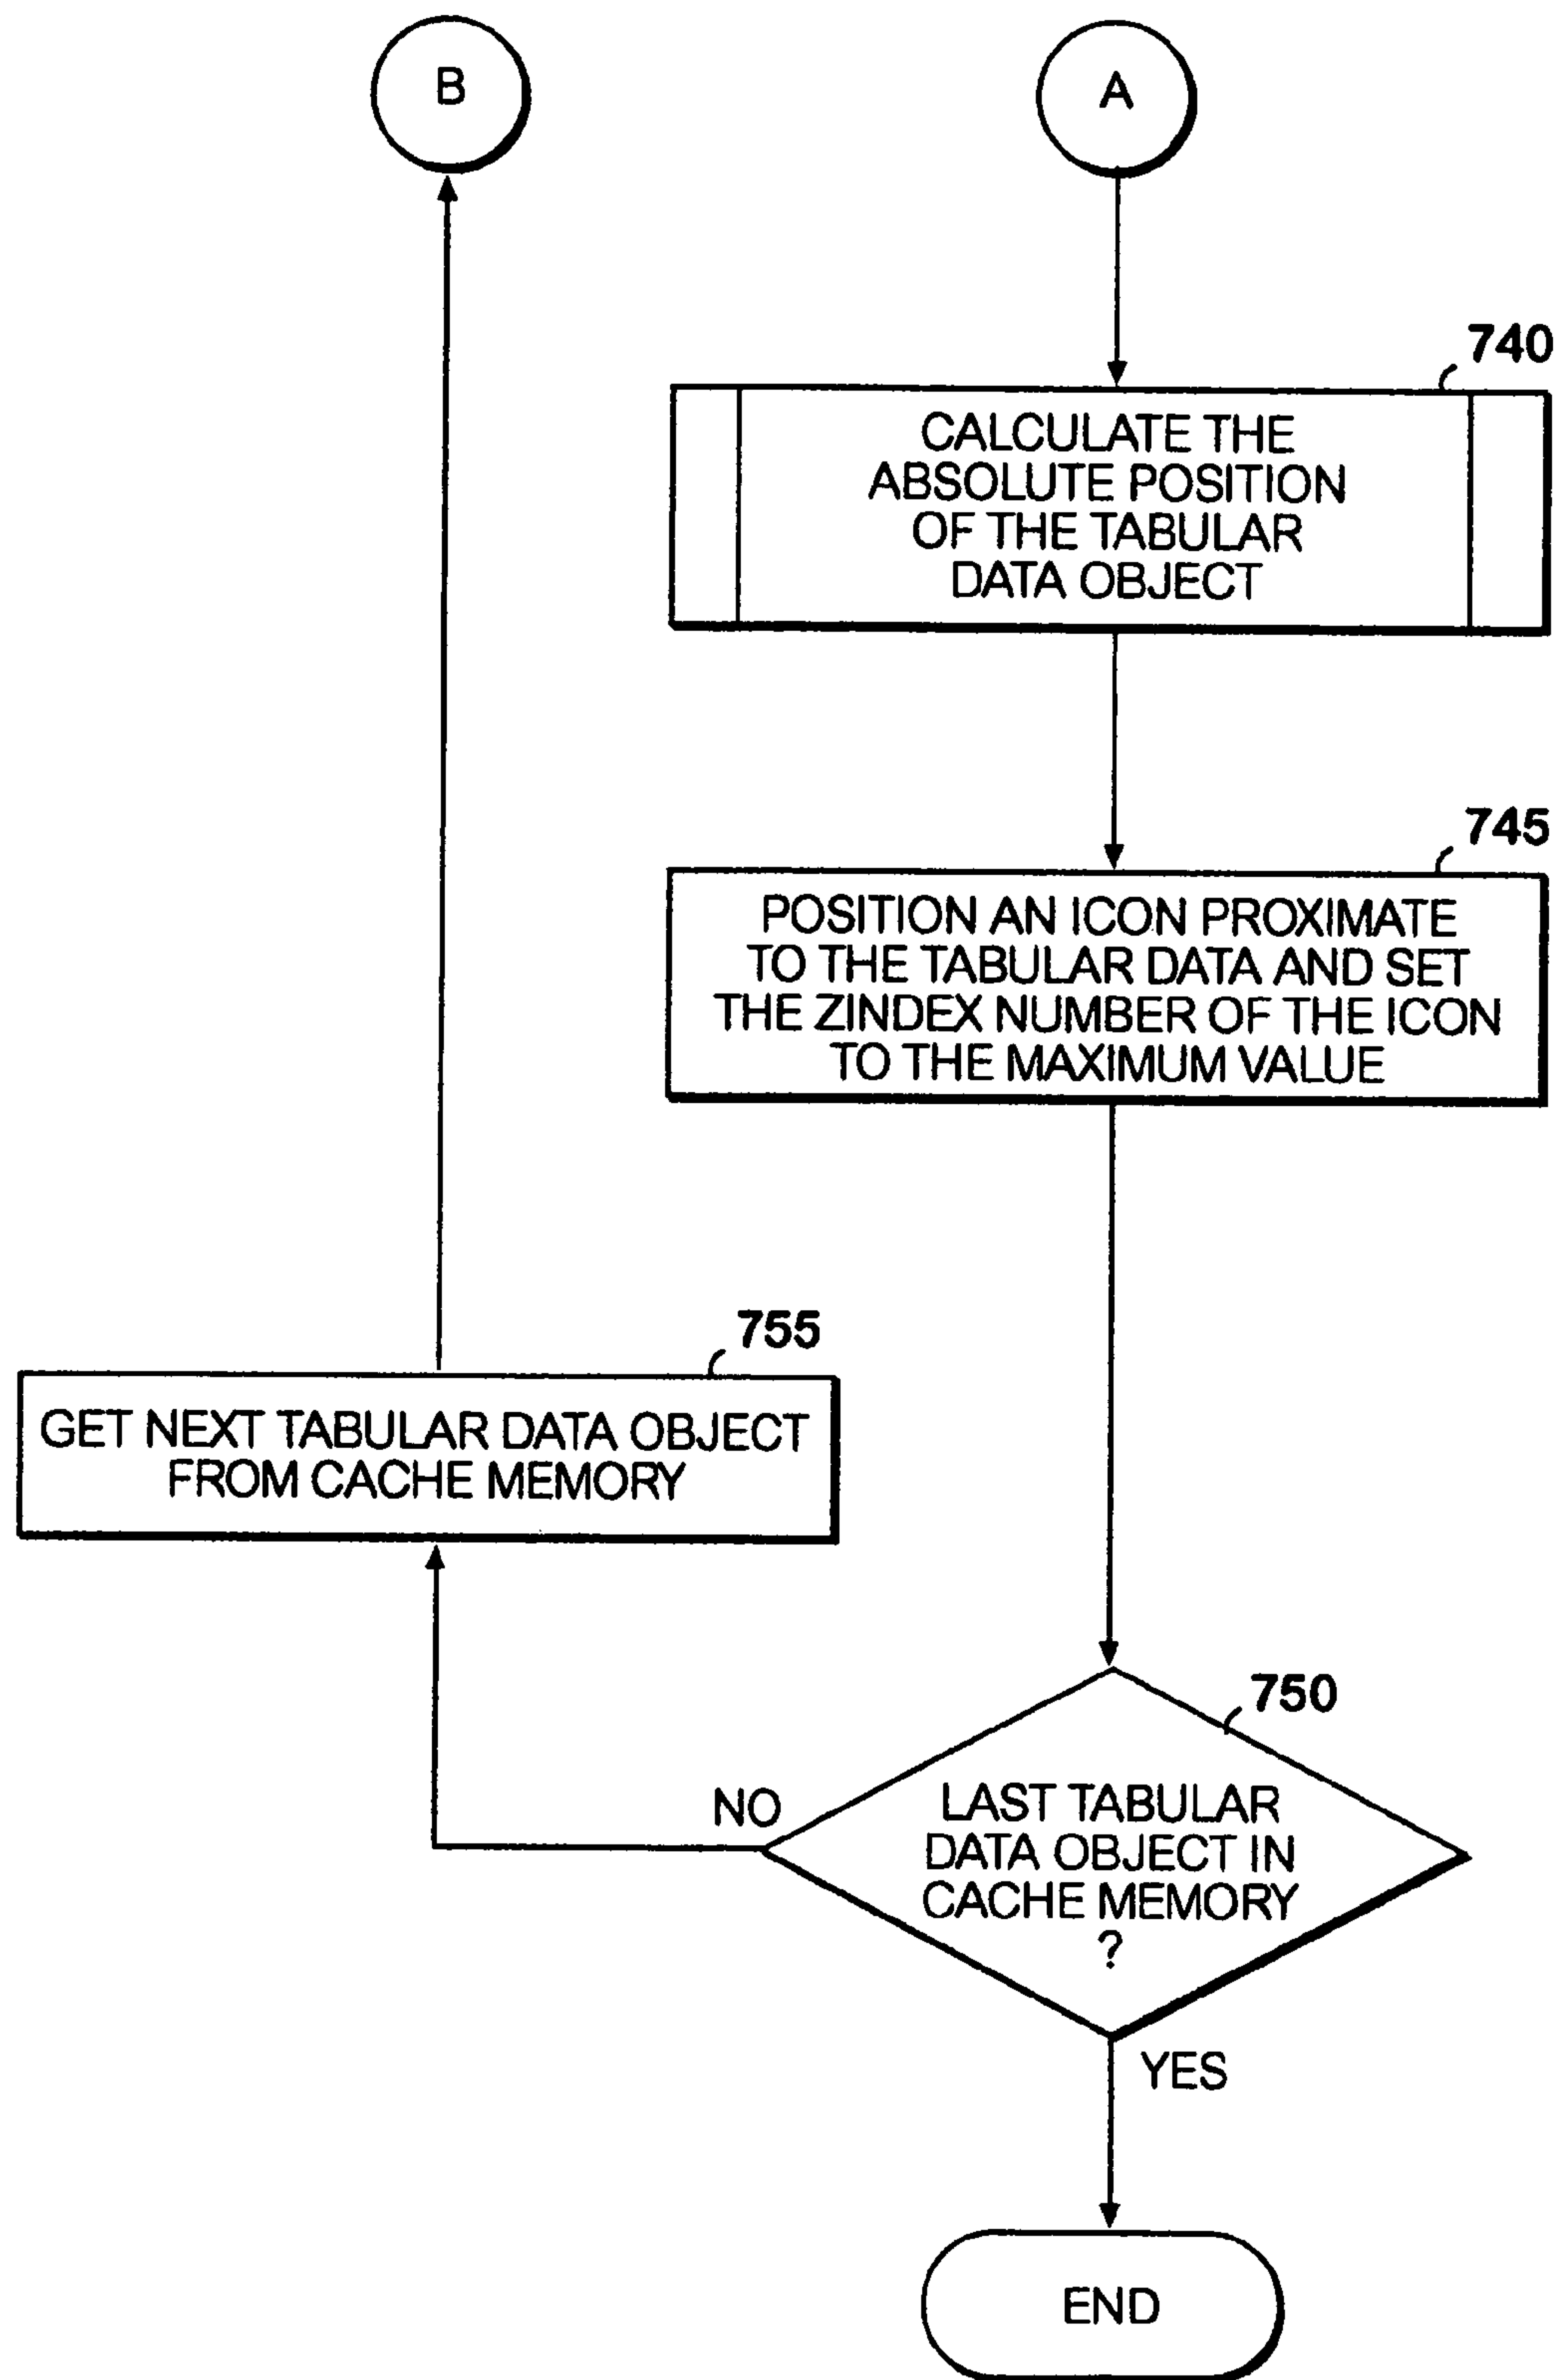 B
A
740
CALCULATE THE
ABSOLUTE POSITION
OF THE TABULAR
DATA OBJECT
745
POSITION AN ICON PROXIMATE
TO THE TABULAR DATA AND SET
THE ZINDEX NUMBER OF THE ICON
TO THE MAXIMUM VALUE
755
GET NEXT TABULAR DATA OBJECT
FROM CACHE MEMORY
750
NO
LAST TABULAR
DATA OBJECT IN
CACHE MEMORY
?
YES
END